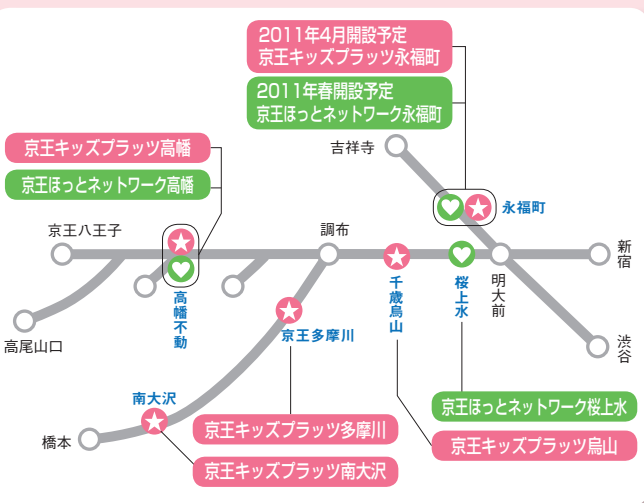 2011年4月開設予定
京王キッズプラッツ永福町
2011年春開設予定
京王ほっとネットワーク永福町
京王キッズプラッツ高幡
京王ほっとネットワーク高幡
吉祥寺
永福町
京王八王子
調布
新宿
高幡不動
千歳烏山
桜上水
明大前
高尾山口
京王多摩川
渋谷
南大沢
京王ほっとネットワーク桜上水
橋本
京王キッズプラッツ多摩川
京王キッズプラッツ烏山
京王キッズプラッツ南大沢